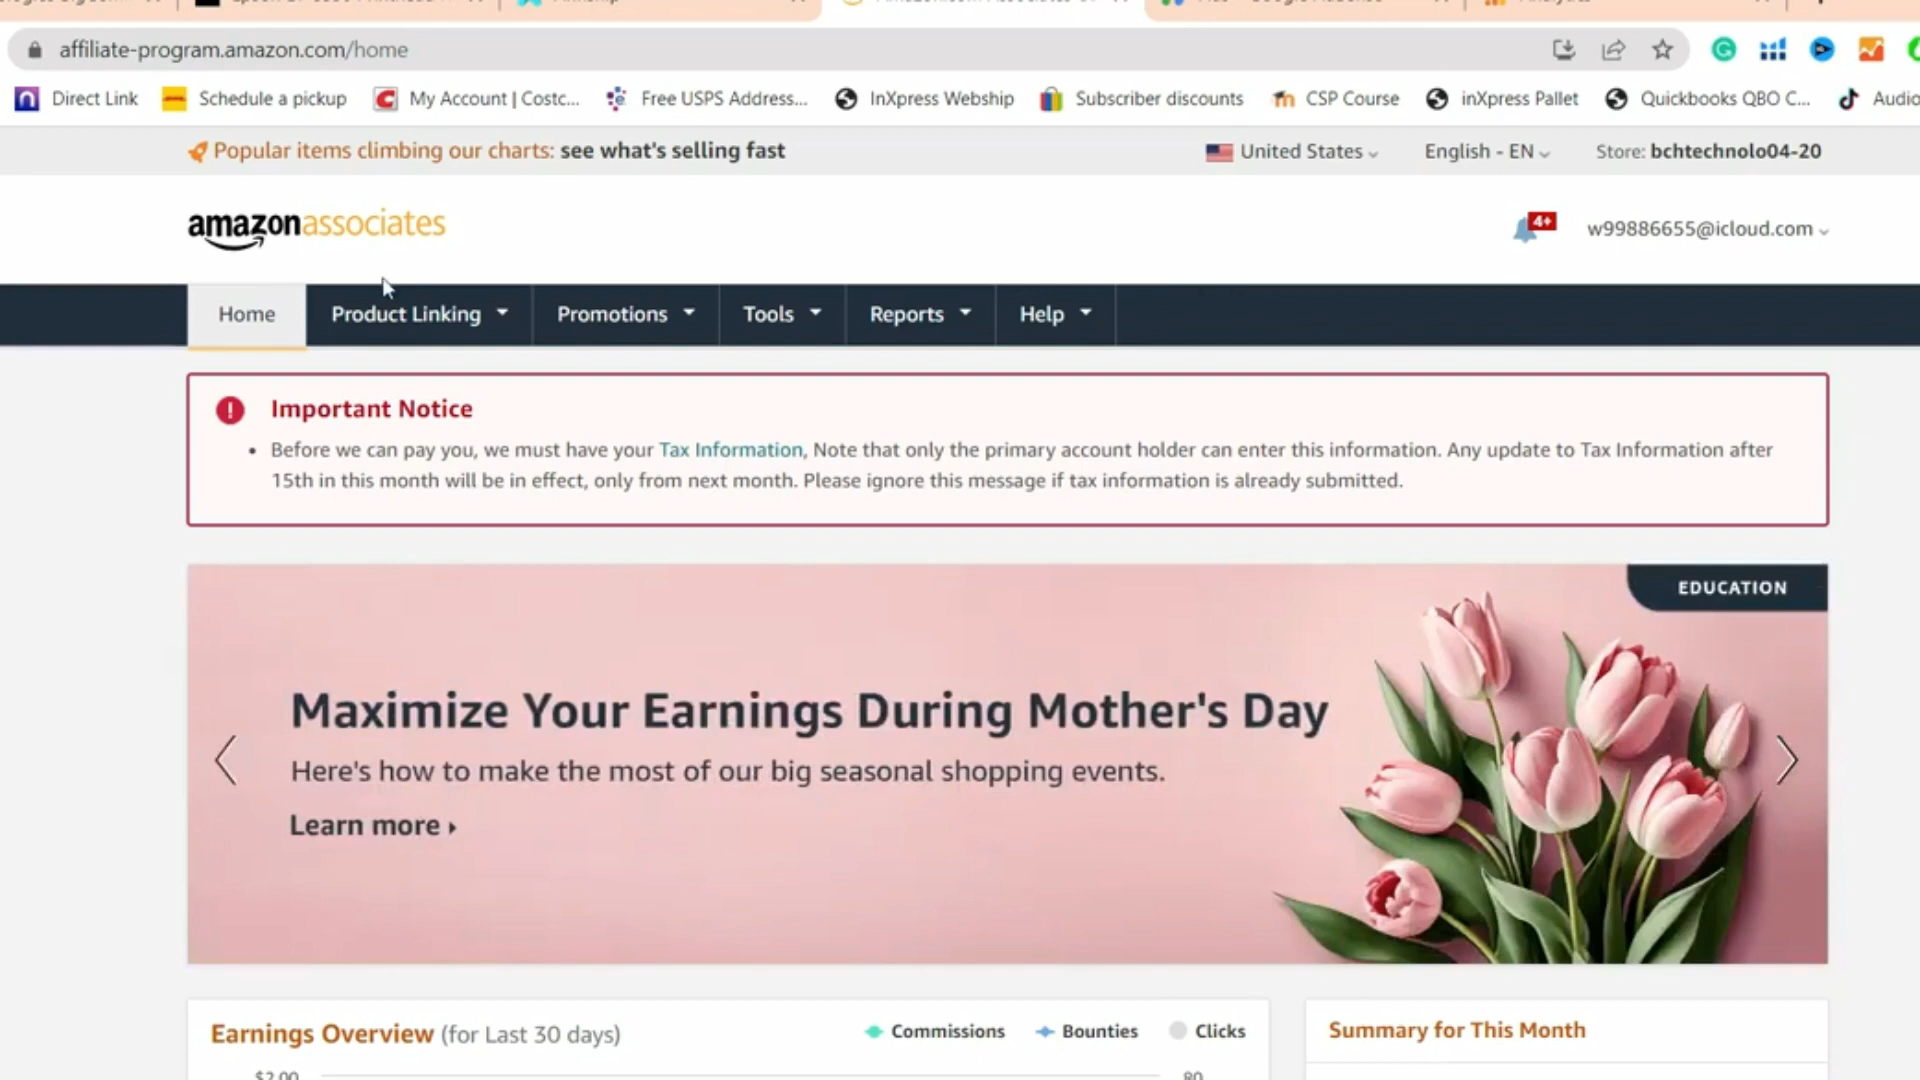 affiliate-program.amazon.com/home
Direct Link Schedule a pickup My Account | Costc... Free USPS Address... InXpress Webship Subscriber discounts CSP Course inXpress Pallet Quickbooks QBO C... Audio
Popular items climbing our charts: see what's selling fast United States English - EN Store: bchtechnolo04-20
amazonassociates 4+ w99886655@icloud.com
Home Product Linking Promotions Tools Reports Help
Important Notice
• Before we can pay you, we must have your Tax Information, Note that only the primary account holder can enter this information. Any update to Tax Information after
15th in this month will be in effect, only from next month. Please ignore this message if tax information is already submitted.
EDUCATION
Maximize Your Earnings During Mother's Day
Here's how to make the most of our big seasonal shopping events.
Learn more
Earnings Overview (for Last 30 days) Commissions Bounties Clicks Summary for This Month
$2.00 80